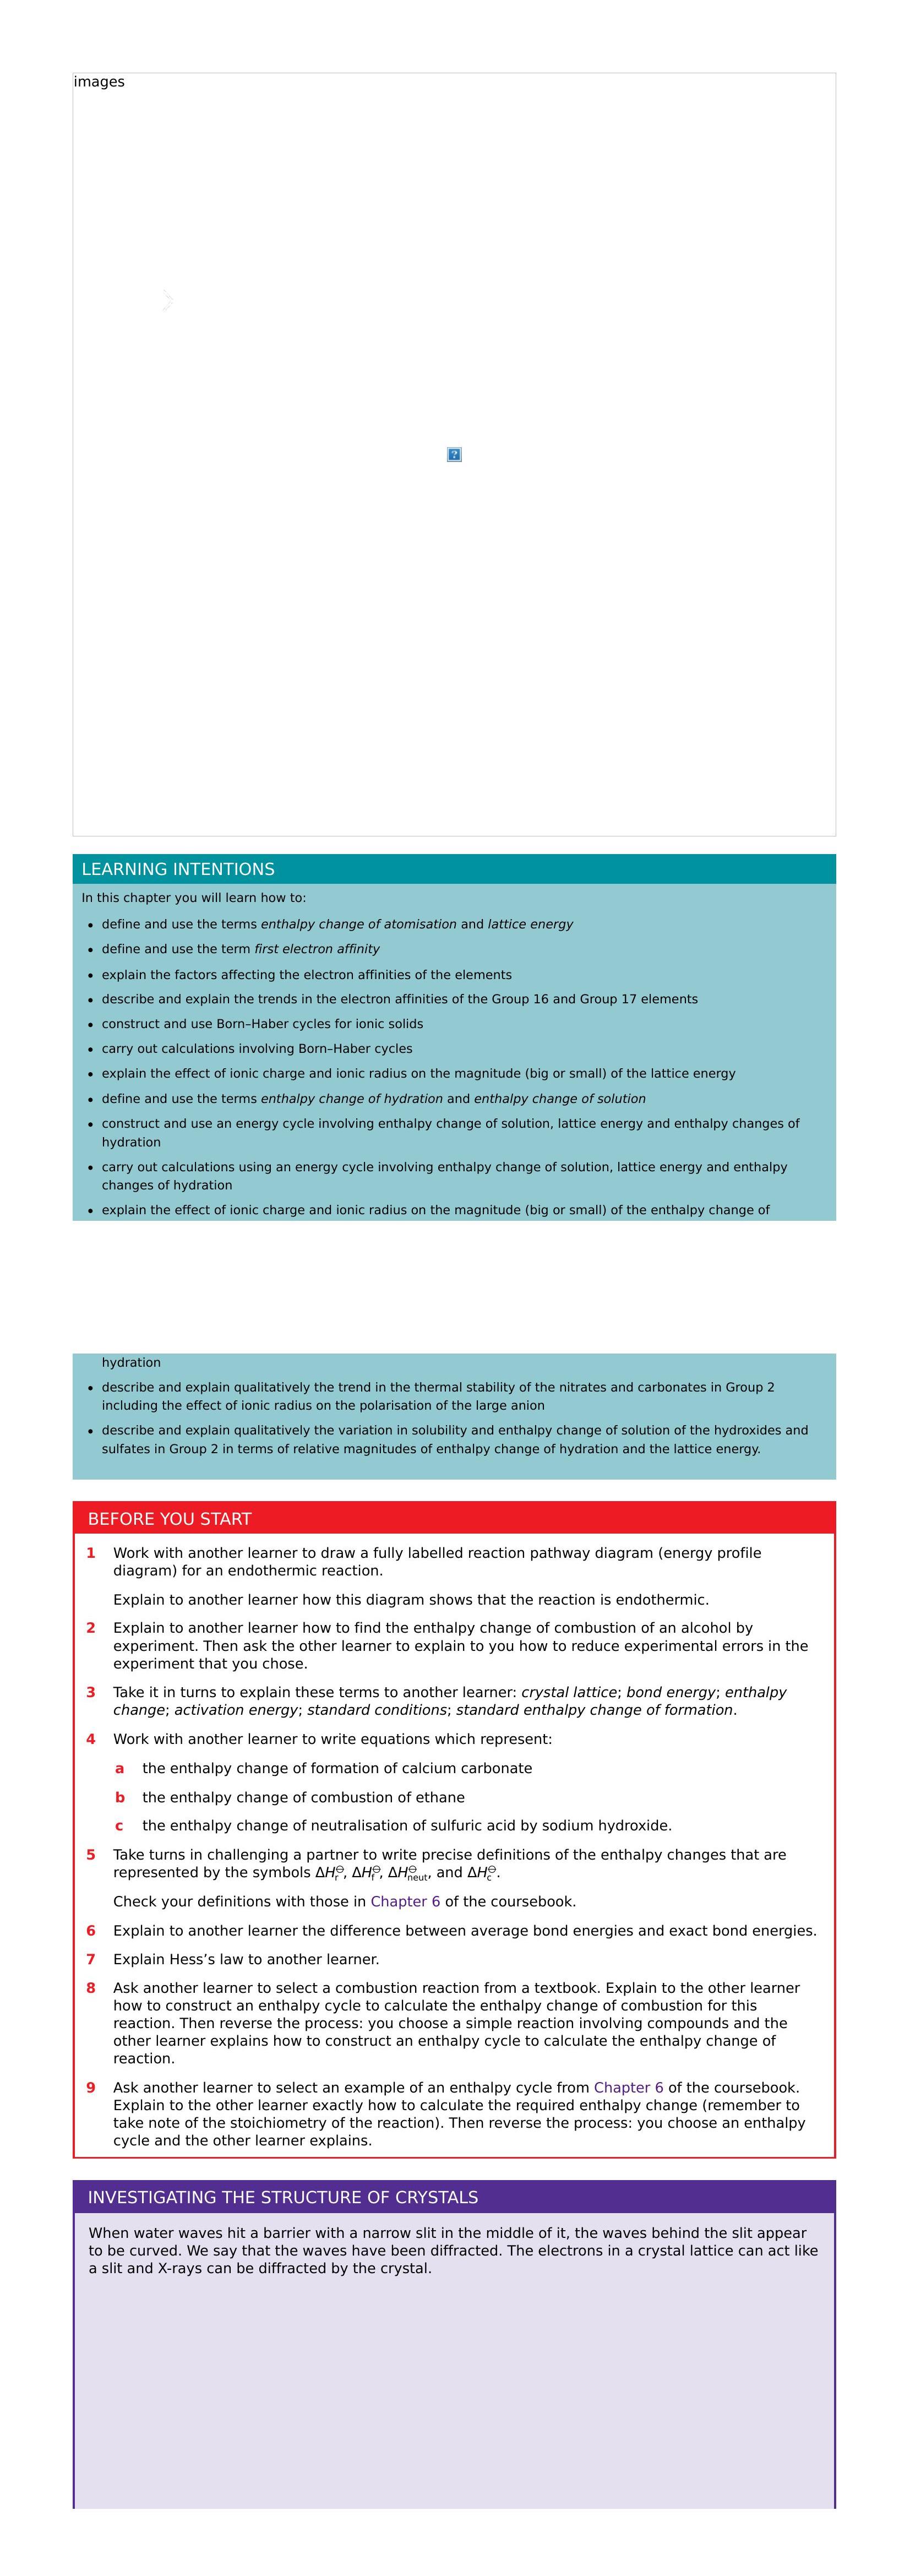 images
?
LEARNING INTENTIONS
In this chapter you will learn how to:
• define and use the terms enthalpy change of atomisation and lattice energy
• define and use the term first electron affinity
• explain the factors affecting the electron affinities of the elements
• describe and explain the trends in the electron affinities of the Group 16 and Group 17 elements
• construct and use Born–Haber cycles for ionic solids
• carry out calculations involving Born–Haber cycles
• explain the effect of ionic charge and ionic radius on the magnitude (big or small) of the lattice energy
• define and use the terms enthalpy change of hydration and enthalpy change of solution
• construct and use an energy cycle involving enthalpy change of solution, lattice energy and enthalpy changes of
hydration
• carry out calculations using an energy cycle involving enthalpy change of solution, lattice energy and enthalpy
changes of hydration
• explain the effect of ionic charge and ionic radius on the magnitude (big or small) of the enthalpy change of
hydration
• describe and explain qualitatively the trend in the thermal stability of the nitrates and carbonates in Group 2
including the effect of ionic radius on the polarisation of the large anion
• describe and explain qualitatively the variation in solubility and enthalpy change of solution of the hydroxides and
sulfates in Group 2 in terms of relative magnitudes of enthalpy change of hydration and the lattice energy.
BEFORE YOU START
1 Work with another learner to draw a fully labelled reaction pathway diagram (energy profile
diagram) for an endothermic reaction.
Explain to another learner how this diagram shows that the reaction is endothermic.
2 Explain to another learner how to find the enthalpy change of combustion of an alcohol by
experiment. Then ask the other learner to explain to you how to reduce experimental errors in the
experiment that you chose.
3 Take it in turns to explain these terms to another learner: crystal lattice; bond energy; enthalpy
change; activation energy; standard conditions; standard enthalpy change of formation.
4 Work with another learner to write equations which represent:
a the enthalpy change of formation of calcium carbonate
b the enthalpy change of combustion of ethane
c the enthalpy change of neutralisation of sulfuric acid by sodium hydroxide.
5 Take turns in challenging a partner to write precise definitions of the enthalpy changes that are
represented by the symbols ΔH⦵r, ΔH⦵f, ΔH⦵neut, and ΔH⦵c.
Check your definitions with those in Chapter 6 of the coursebook.
6 Explain to another learner the difference between average bond energies and exact bond energies.
7 Explain Hess’s law to another learner.
8 Ask another learner to select a combustion reaction from a textbook. Explain to the other learner
how to construct an enthalpy cycle to calculate the enthalpy change of combustion for this
reaction. Then reverse the process: you choose a simple reaction involving compounds and the
other learner explains how to construct an enthalpy cycle to calculate the enthalpy change of
reaction.
9 Ask another learner to select an example of an enthalpy cycle from Chapter 6 of the coursebook.
Explain to the other learner exactly how to calculate the required enthalpy change (remember to
take note of the stoichiometry of the reaction). Then reverse the process: you choose an enthalpy
cycle and the other learner explains.
INVESTIGATING THE STRUCTURE OF CRYSTALS
When water waves hit a barrier with a narrow slit in the middle of it, the waves behind the slit appear
to be curved. We say that the waves have been diffracted. The electrons in a crystal lattice can act like
a slit and X-rays can be diffracted by the crystal.